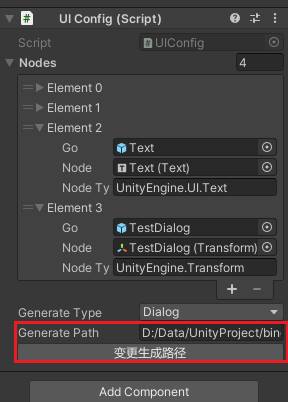 UI Config (Script)
Script UIConfig
Nodes 4
Element 0
Element 1
Element 2
Go Text
Node Text (Text)
Node Ty UnityEngine.UI.Text
Element 3
Go TestDialog
Node TestDialog (Transform)
Node Ty UnityEngine.Transform
+ −
Generate Type Dialog
Generate Path D:/Data/UnityProject/bin
变更生成路径
Add Component